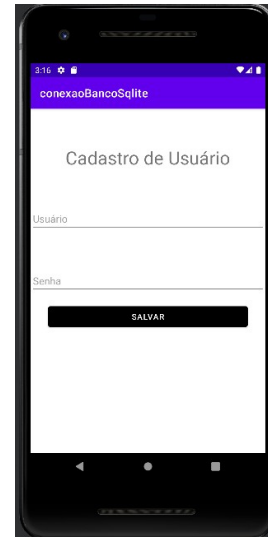 3:16
conexaoBancoSqlite
Cadastro de Usuário
Usuário
Senha
SALVAR